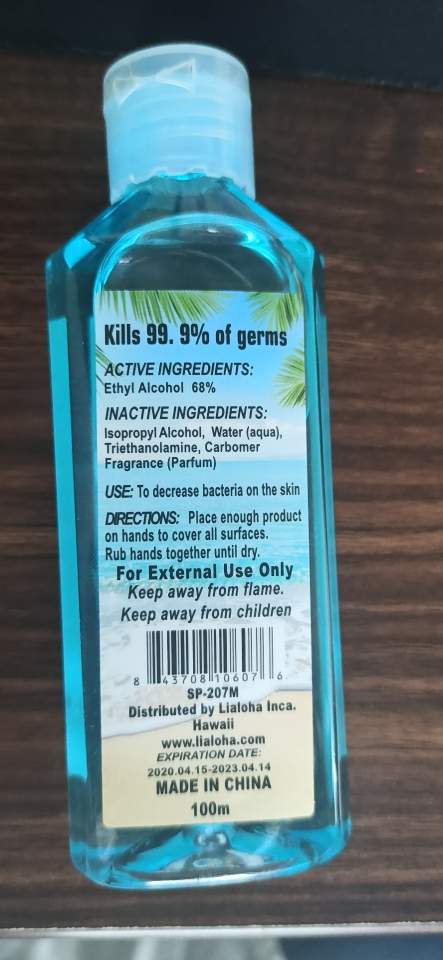 Kills 99. 9% of germs
ACTIVE INGREDIENTS:
Ethyl Alcohol 68%
INACTIVE INGREDIENTS:
Isopropyl Alcohol, Water (aqua),
Triethanolamine, Carbomer
Fragrance (Parfum)
USE: To decrease bacteria on the skin
DIRECTIONS: Place enough product
on hands to cover all surfaces.
Rub hands together until dry.
For External Use Only
Keep away from flame.
Keep away from children
8 43708 10607 6
SP-207M
Distributed by Lialoha Inca.
Hawaii
www.lialoha.com
EXPIRATION DATE:
2020.04.15-2023.04.14
MADE IN CHINA
100m